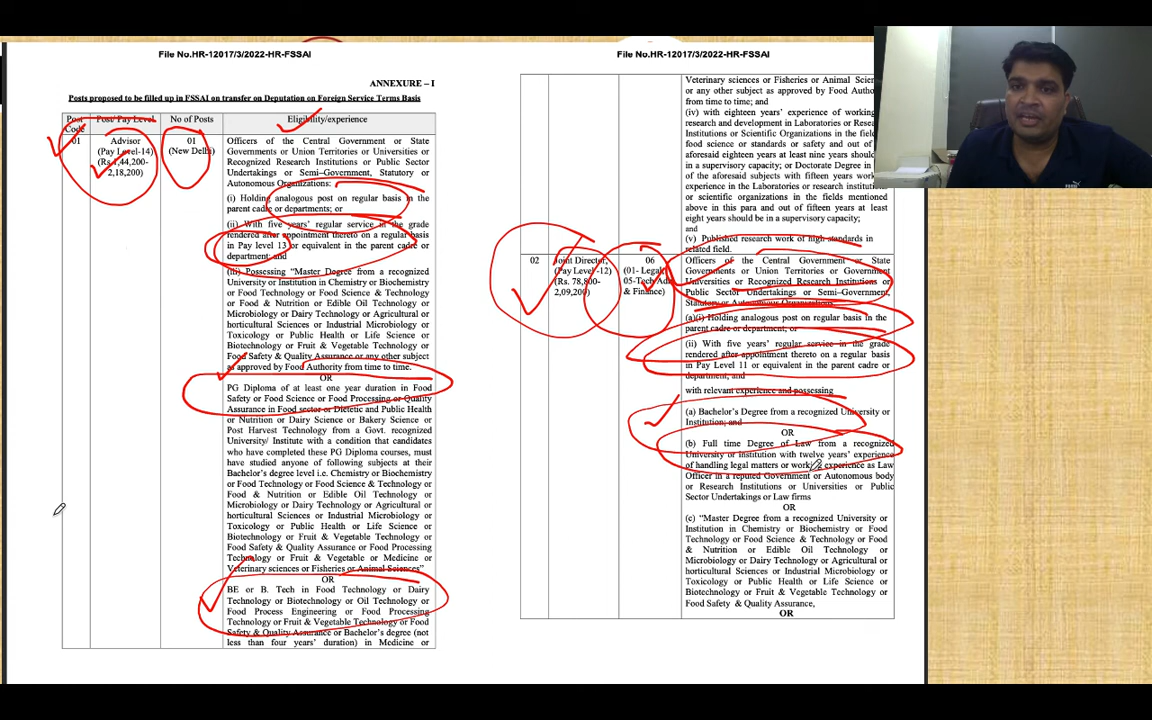 File No.HR-12017/3/2022-HR-FSSAI
ANNEXURE – I
Posts proposed to be filled up in FSSAI on transfer on Deputation on Foreign Service Terms Basis
Post Code
Post/ Pay Level
No of Posts
Eligibility/experience
01
Advisor
(Pay Level-14)
(Rs.1,44,200-
2,18,200)
01
(New Delhi)
Officers of the Central Government or State
Governments or Union Territories or Universities or
Recognized Research Institutions or Public Sector
Undertakings or Semi–Government, Statutory or
Autonomous Organizations:
(i) Holding analogous post on regular basis in the
parent cadre or departments; or
(ii) With five years' regular service in the grade
rendered after appointment thereto on a regular basis
in Pay level 13 or equivalent in the parent cadre or
department; and
(iii) Possessing "Master Degree from a recognized
University or Institution in Chemistry or Biochemistry
or Food Technology or Food Science & Technology
or Food & Nutrition or Edible Oil Technology or
Microbiology or Dairy Technology or Agricultural or
horticultural Sciences or Industrial Microbiology or
Toxicology or Public Health or Life Science or
Biotechnology or Fruit & Vegetable Technology or
Food Safety & Quality Assurance or any other subject
as approved by Food Authority from time to time.
OR
PG Diploma of at least one year duration in Food
Safety or Food Science or Food Processing or Quality
Assurance in Food sector or Dietetic and Public Health
or Nutrition or Dairy Science or Bakery Science or
Post Harvest Technology from a Govt. recognized
University/ Institute with a condition that candidates
who have completed these PG Diploma courses, must
have studied anyone of following subjects at their
Bachelor's degree level i.e. Chemistry or Biochemistry
or Food Technology or Food Science & Technology or
Food & Nutrition or Edible Oil Technology or
Microbiology or Dairy Technology or Agricultural or
horticultural Sciences or Industrial Microbiology or
Toxicology or Public Health or Life Science or
Biotechnology or Fruit & Vegetable Technology or
Food Safety & Quality Assurance or Food Processing
Technology or Fruit & Vegetable or Medicine or
Veterinary sciences or Fisheries or Animal Sciences"
OR
BE or B. Tech in Food Technology or Dairy
Technology or Biotechnology or Oil Technology or
Food Process Engineering or Food Processing
Technology or Fruit & Vegetable Technology or Food
Safety & Quality Assurance or Bachelor's degree (not
less than four years' duration) in Medicine or
File No.HR-12017/3/2022-HR-FSSAI
Veterinary sciences or Fisheries or Animal
or any other subject as approved by Food
from time to time; and
(iv) with eighteen years' experience of working
research and development in Laboratories or
Institutions or Scientific Organizations in the
food science or standards or safety and out of
aforesaid eighteen years at least nine years
in a supervisory capacity; or Doctorate Degree in
of the aforesaid subjects with fifteen years
experience in the Laboratories or research
or scientific organizations in the fields mentioned
above in this para and out of fifteen years at least
eight years should be in a supervisory capacity;
and
(v) Published research work of high standards in
related field.
02
Joint Director,
(Pay Level -12)
(Rs. 78,800-
2,09,200)
06
(01- Legal,
05-Tech
& Finance)
Officers of the Central Government or State
Governments or Union Territories or Government
Universities or Recognized Research Institutions or
Public Sector Undertakings or Semi–Government,
Statutory or Autonomous Organizations
(a)(i) Holding analogous post on regular basis in the
parent cadre or department; or
(ii) With five years' regular service in the grade
rendered after appointment thereto on a regular basis
in Pay Level 11 or equivalent in the parent cadre or
department; and
with relevant experience and possessing
(a) Bachelor's Degree from a recognized University or
Institution; and
OR
(b) Full time Degree of Law from a recognized
University or institution with twelve years' experience
of handling legal matters or working experience as Law
Officer in a reputed Government or Autonomous body
or Research Institutions or Universities or Public
Sector Undertakings or Law firms
OR
(c) "Master Degree from a recognized University or
Institution in Chemistry or Biochemistry or Food
Technology or Food Science & Technology or Food
& Nutrition or Edible Oil Technology or
Microbiology or Dairy Technology or Agricultural or
horticultural Sciences or Industrial Microbiology or
Toxicology or Public Health or Life Science or
Biotechnology or Fruit & Vegetable Technology or
Food Safety & Quality Assurance,
OR